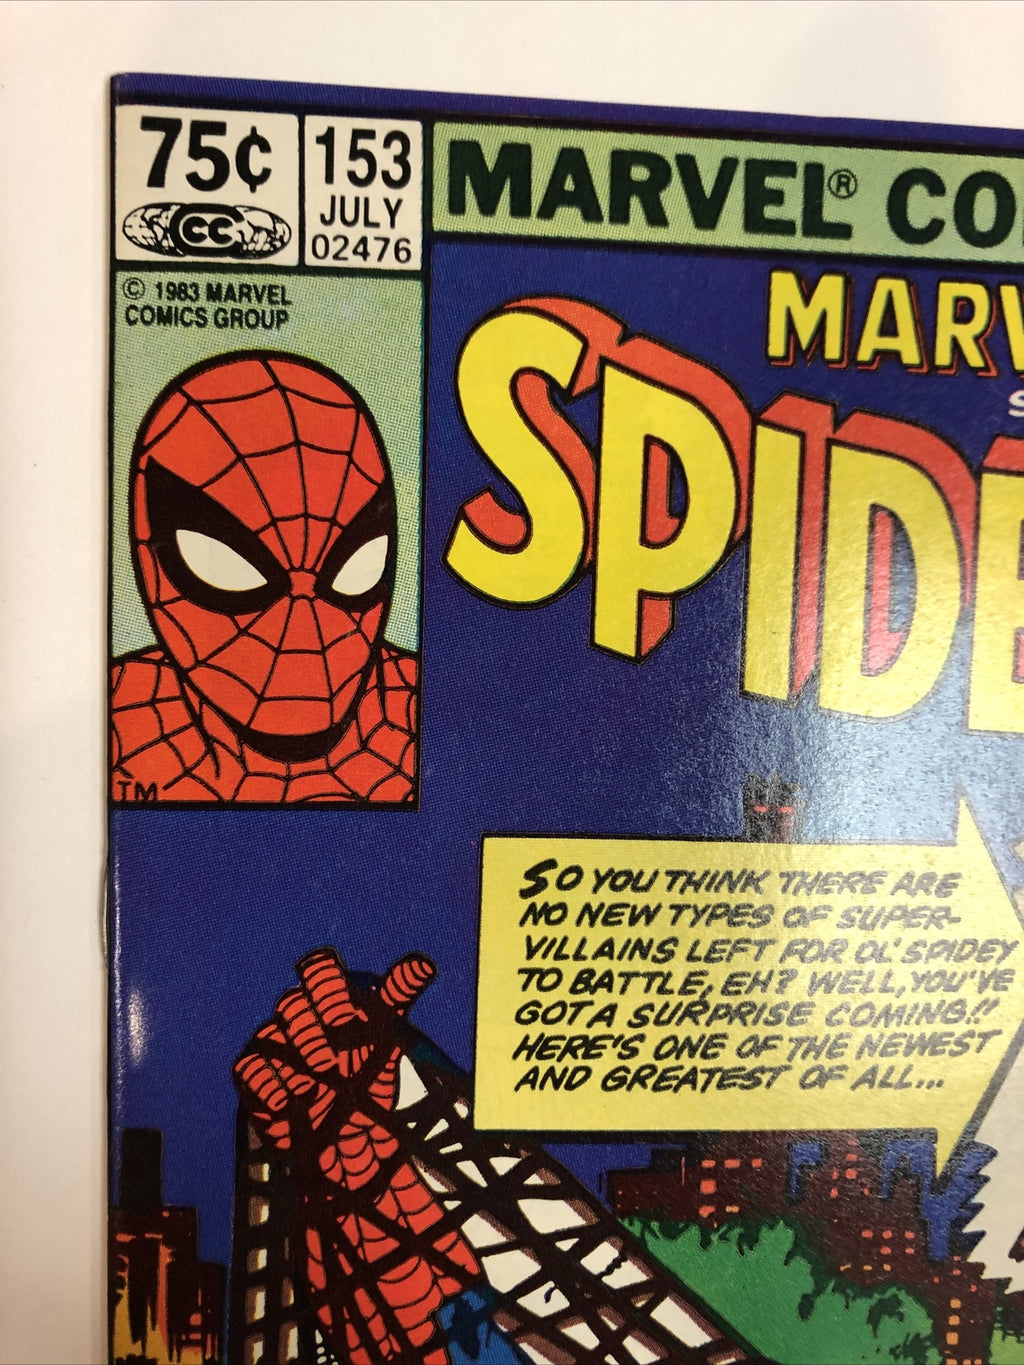 75¢
CC
153
JULY
02476
MARVEL® CO
© 1983 MARVEL
COMICS GROUP
MARV
S
SPIDE
TM
SO YOU THINK THERE ARE
NO NEW TYPES OF SUPER-
VILLAINS LEFT FOR OL' SPIDEY
TO BATTLE, EH? WELL, YOU'VE
GOT A SURPRISE COMING!!
HERE'S ONE OF THE NEWEST
AND GREATEST OF ALL...